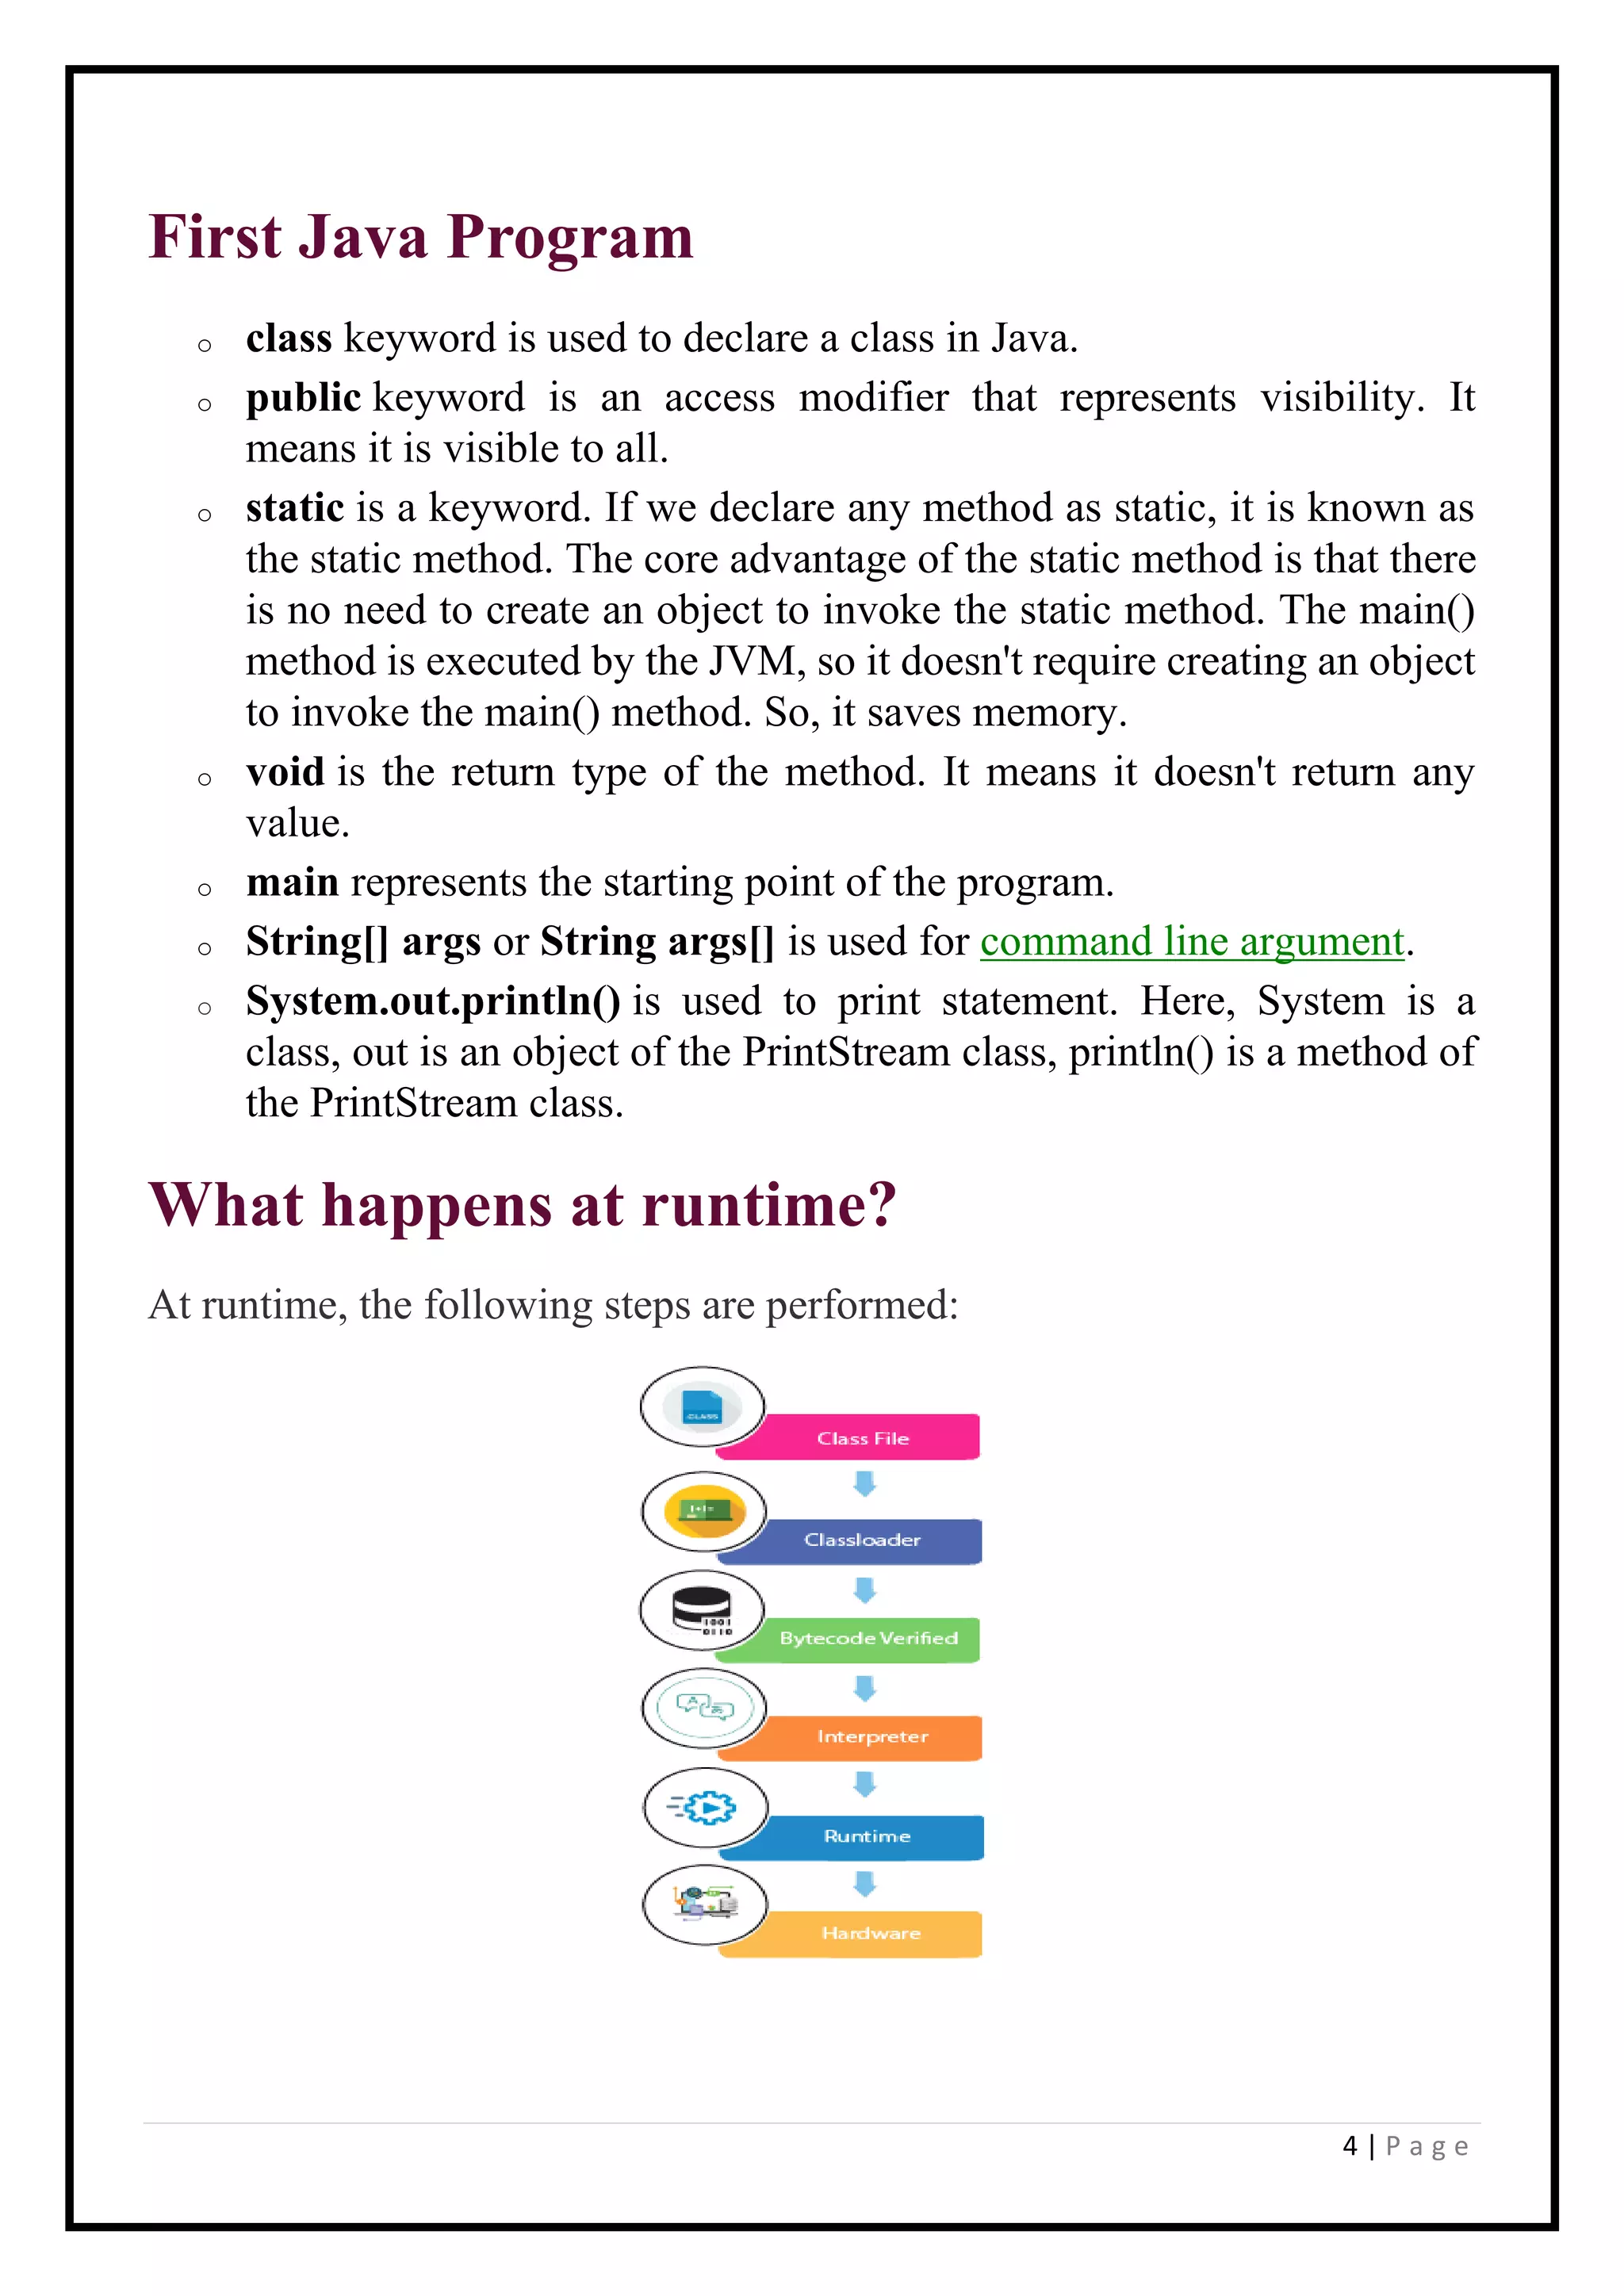 First Java Program
o class keyword is used to declare a class in Java.
o public keyword is an access modifier that represents visibility. It
means it is visible to all.
o static is a keyword. If we declare any method as static, it is known as
the static method. The core advantage of the static method is that there
is no need to create an object to invoke the static method. The main()
method is executed by the JVM, so it doesn't require creating an object
to invoke the main() method. So, it saves memory.
o void is the return type of the method. It means it doesn't return any
value.
o main represents the starting point of the program.
o String[] args or String args[] is used for command line argument.
o System.out.println() is used to print statement. Here, System is a
class, out is an object of the PrintStream class, println() is a method of
the PrintStream class.
What happens at runtime?
At runtime, the following steps are performed:
.CLASS
Class File
1+1=
Classloader
1001
0110
Bytecode Verified
A
Interpreter
Runtime
Hardware
4 | P a g e